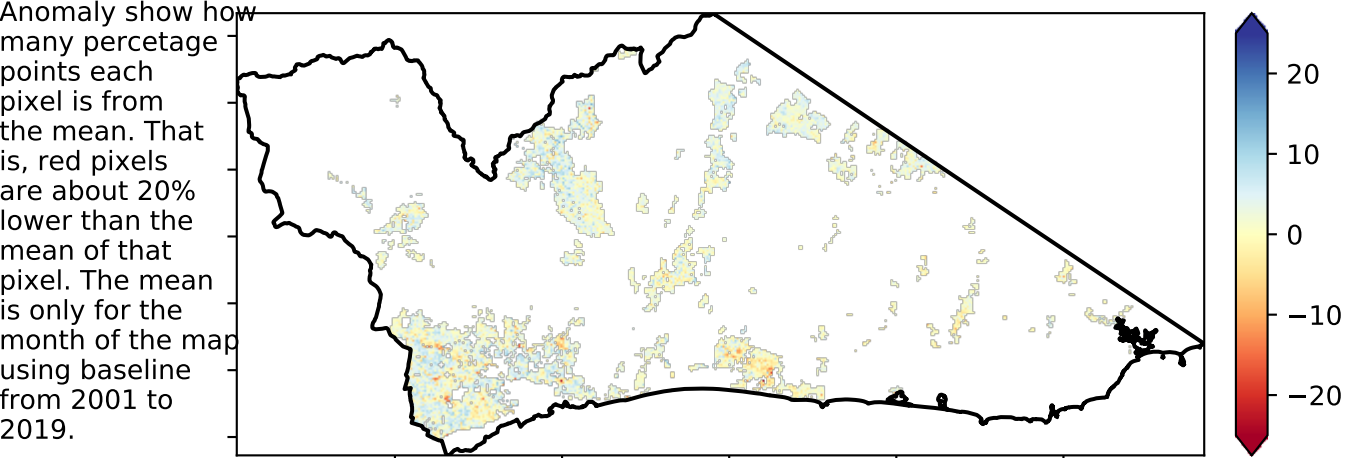 Anomaly show how
many percetage
points each
pixel is from
the mean. That
is, red pixels
are about 20%
lower than the
mean of that
pixel. The mean
is only for the
month of the map
using baseline
from 2001 to
2019.
20
10
0
−10
−20